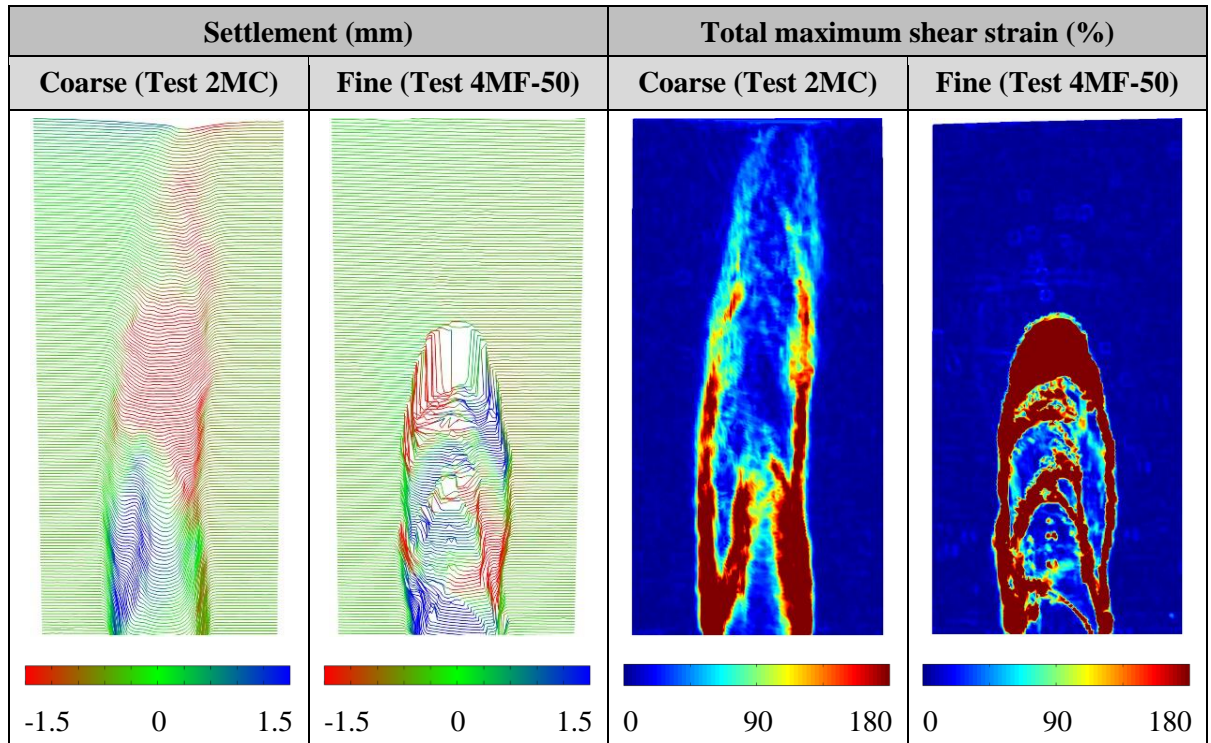 Settlement (mm) Total maximum shear strain (%)
Coarse (Test 2MC) Fine (Test 4MF-50) Coarse (Test 2MC) Fine (Test 4MF-50)
-1.5 0 1.5 -1.5 0 1.5 0 90 180 0 90 180